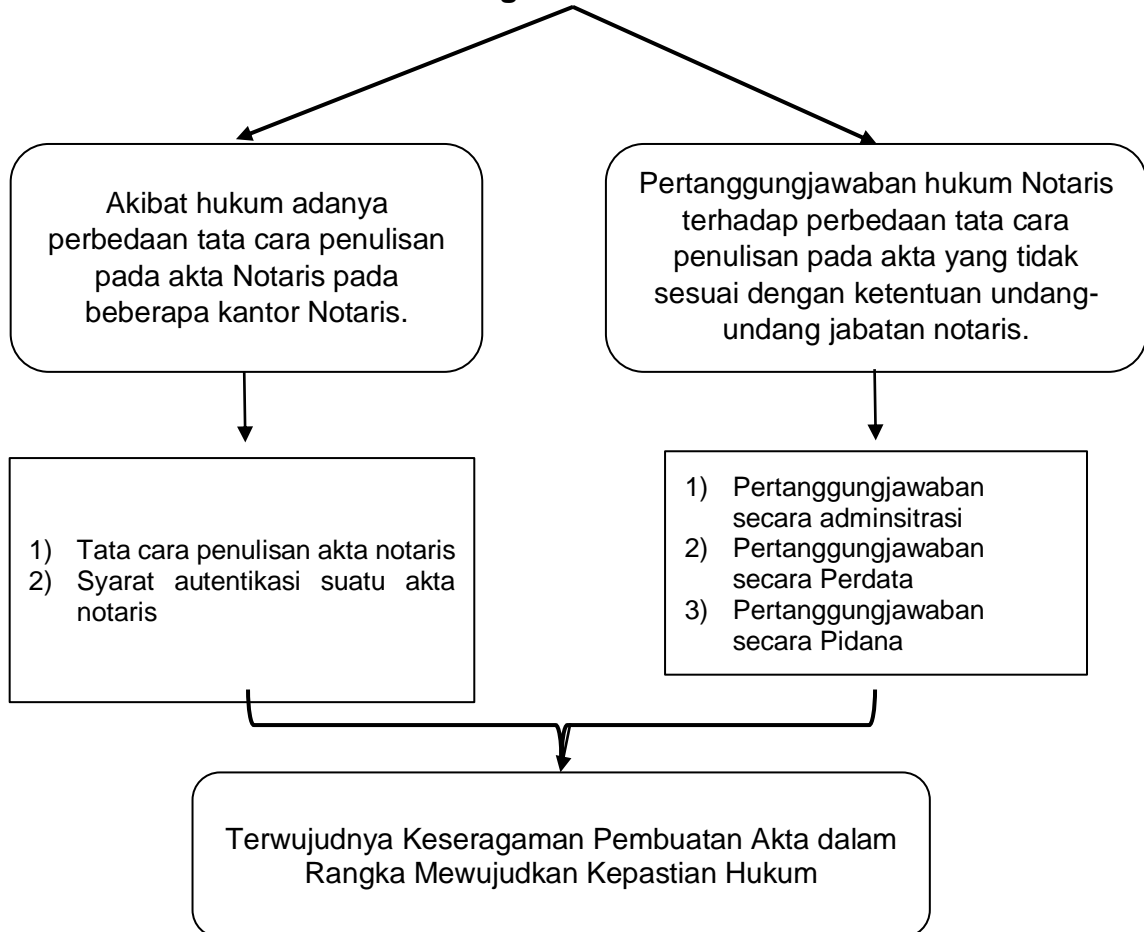 Akibat hukum adanya
perbedaan tata cara penulisan
pada akta Notaris pada
beberapa kantor Notaris.
Pertanggungjawaban hukum Notaris
terhadap perbedaan tata cara
penulisan pada akta yang tidak
sesuai dengan ketentuan undang-
undang jabatan notaris.
1) Tata cara penulisan akta notaris
2) Syarat autentikasi suatu akta
notaris
1) Pertanggungjawaban
secara adminsitrasi
2) Pertanggungjawaban
secara Perdata
3) Pertanggungjawaban
secara Pidana
Terwujudnya Keseragaman Pembuatan Akta dalam
Rangka Mewujudkan Kepastian Hukum